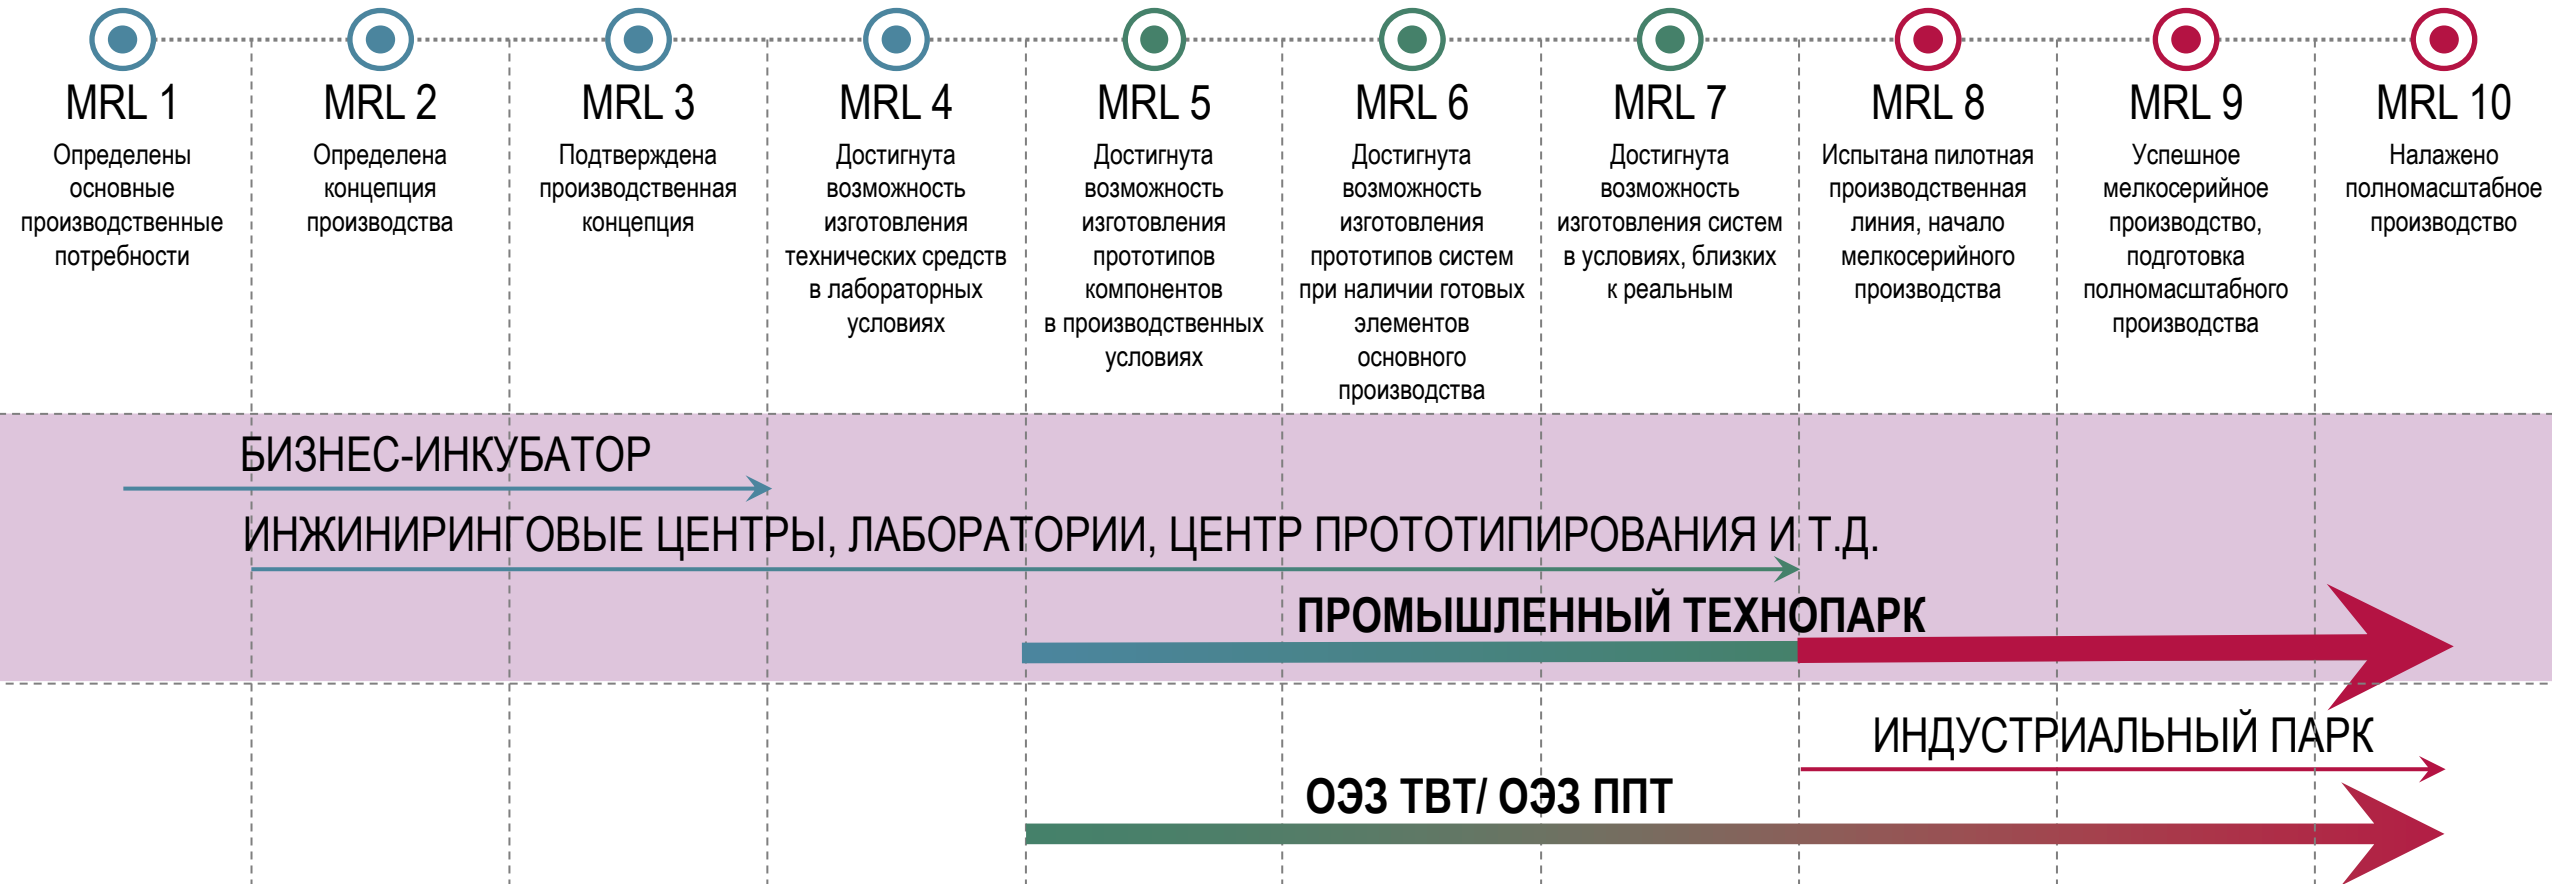 MRL 1
Определены
основные
производственные
потребности
MRL 2
Определена
концепция
производства
MRL 3
Подтверждена
производственная
концепция
MRL 4
Достигнута
возможность
изготовления
технических средств
в лабораторных
условиях
MRL 5
Достигнута
возможность
изготовления
прототипов
компонентов
в производственных
условиях
MRL 6
Достигнута
возможность
изготовления
прототипов систем
при наличии готовых
элементов
основного
производства
MRL 7
Достигнута
возможность
изготовления систем
в условиях, близких
к реальным
MRL 8
Испытана пилотная
производственная
линия, начало
мелкосерийного
производства
MRL 9
Успешное
мелкосерийное
производство,
подготовка
полномасштабного
производства
MRL 10
Налажено
полномасштабное
производство
БИЗНЕС-ИНКУБАТОР
ИНЖИНИРИНГОВЫЕ ЦЕНТРЫ, ЛАБОРАТОРИИ, ЦЕНТР ПРОТОТИПИРОВАНИЯ И Т.Д.
ПРОМЫШЛЕННЫЙ ТЕХНОПАРК
ИНДУСТРИАЛЬНЫЙ ПАРК
ОЭЗ ТВТ/ ОЭЗ ППТ